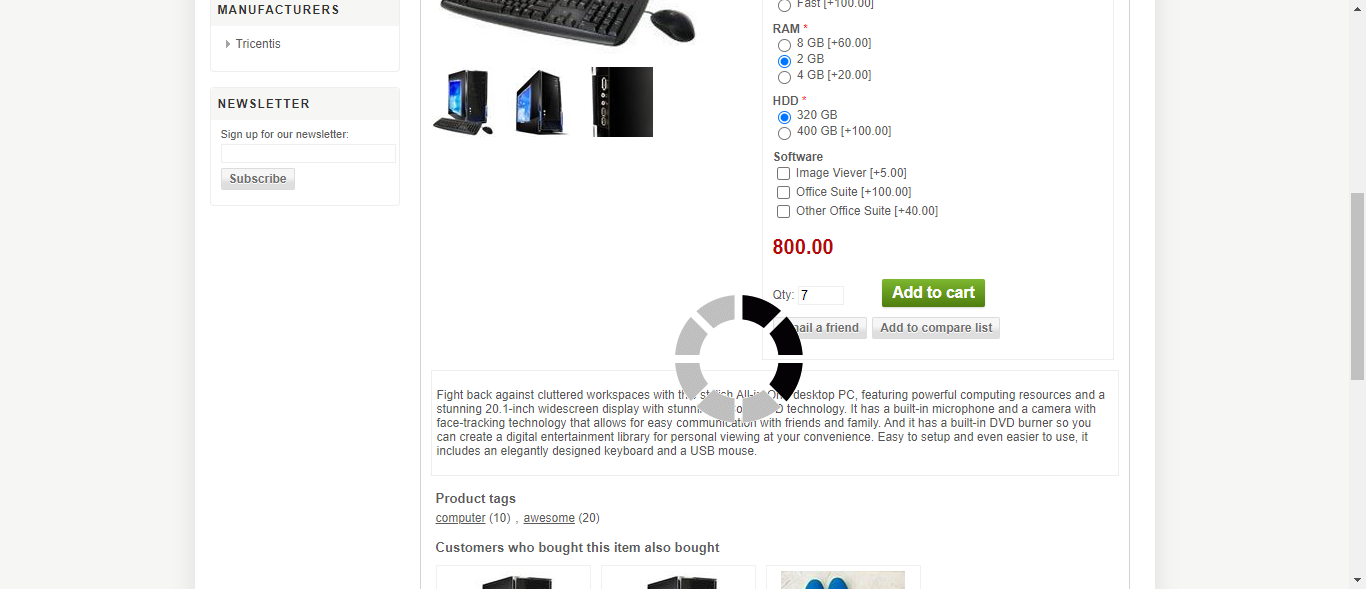 MANUFACTURERS
Tricentis
NEWSLETTER
Sign up for our newsletter:
Subscribe
Fast [+100.00]
RAM *
8 GB [+60.00]
2 GB
4 GB [+20.00]
HDD *
320 GB
400 GB [+100.00]
Software
Image Viever [+5.00]
Office Suite [+100.00]
Other Office Suite [+40.00]
800.00
Qty: 7
Add to cart
a friend
Add to compare list
Fight back against cluttered workspaces with this stylish All-in-One desktop PC, featuring powerful computing resources and a
stunning 20.1-inch widescreen display with technology. It has a built-in microphone and a camera with
face-tracking technology that allows for easy communication with friends and family. And it has a built-in DVD burner so you
can create a digital entertainment library for personal viewing at your convenience. Easy to setup and even easier to use, it
includes an elegantly designed keyboard and a USB mouse.
Product tags
computer (10) , awesome (20)
Customers who bought this item also bought